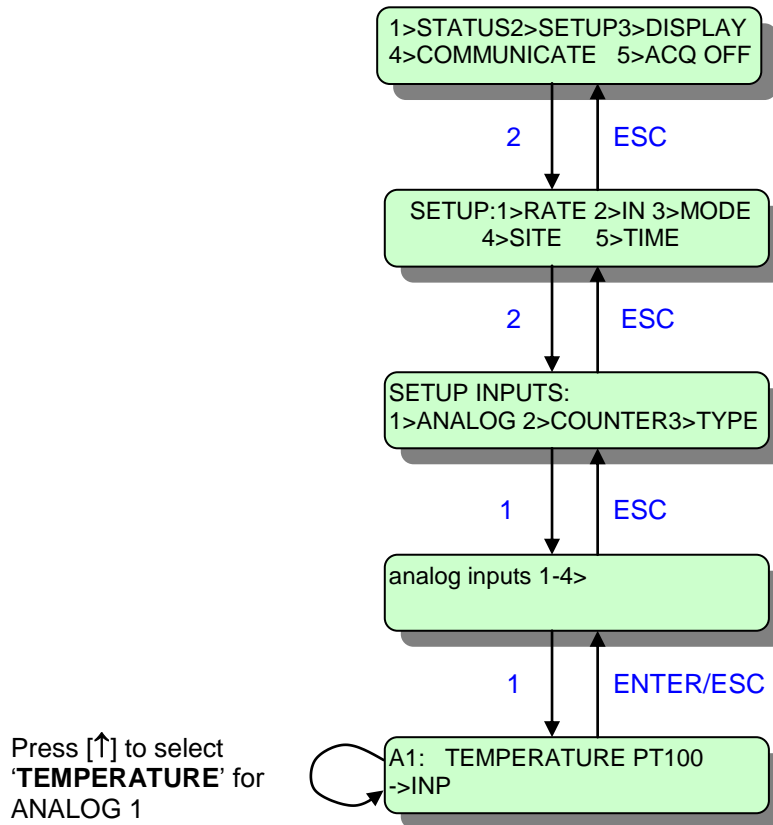 1>STATUS2>SETUP3>DISPLAY
4>COMMUNICATE 5>ACQ OFF
2 ESC
SETUP:1>RATE 2>IN 3>MODE
4>SITE 5>TIME
2 ESC
SETUP INPUTS:
1>ANALOG 2>COUNTER3>TYPE
1 ESC
analog inputs 1-4>
1 ENTER/ESC
Press [↑] to select
‘TEMPERATURE’ for
ANALOG 1
A1: TEMPERATURE PT100
->INP